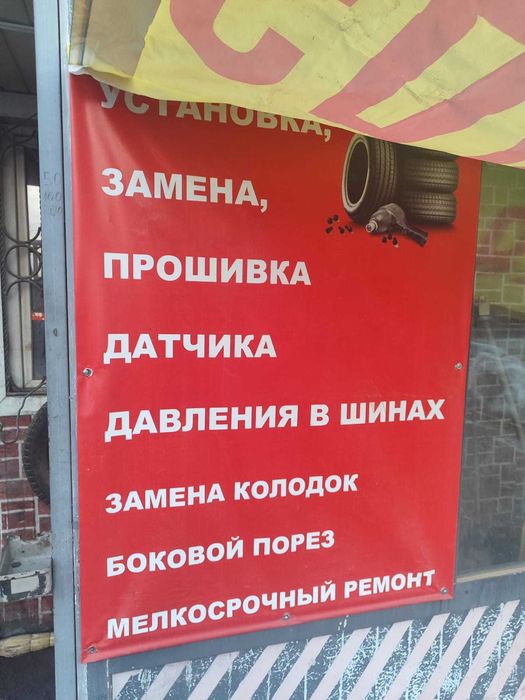 УСТАНОВКА,
ЗАМЕНА,
ПРОШИВКА
ДАТЧИКА
ДАВЛЕНИЯ В ШИНАХ
ЗАМЕНА КОЛОДОК
БОКОВОЙ ПОРЕЗ
МЕЛКОСРОЧНЫЙ РЕМОНТ